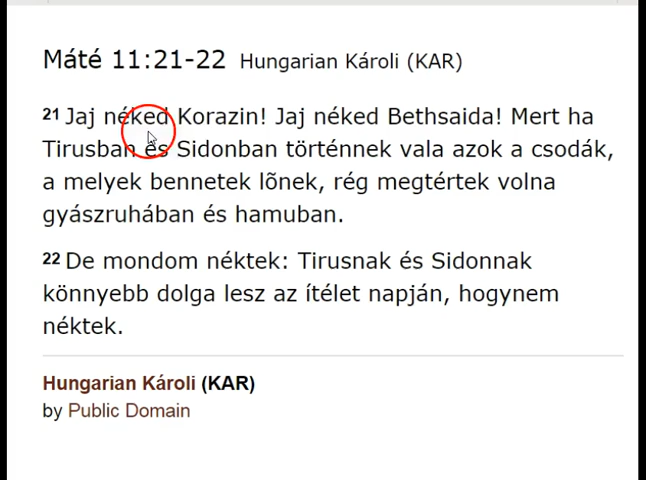 Máté 11:21-22 Hungarian Károli (KAR)
21 Jaj néked Korazin! Jaj néked Bethsaida! Mert ha
Tirusban és Sidonban történnek vala azok a csodák,
a melyek bennetek lõnek, rég megtértek volna
gyászruhában és hamuban.
22 De mondom néktek: Tirusnak és Sidonnak
könnyebb dolga lesz az ítélet napján, hogynem
néktek.
Hungarian Károli (KAR)
by Public Domain